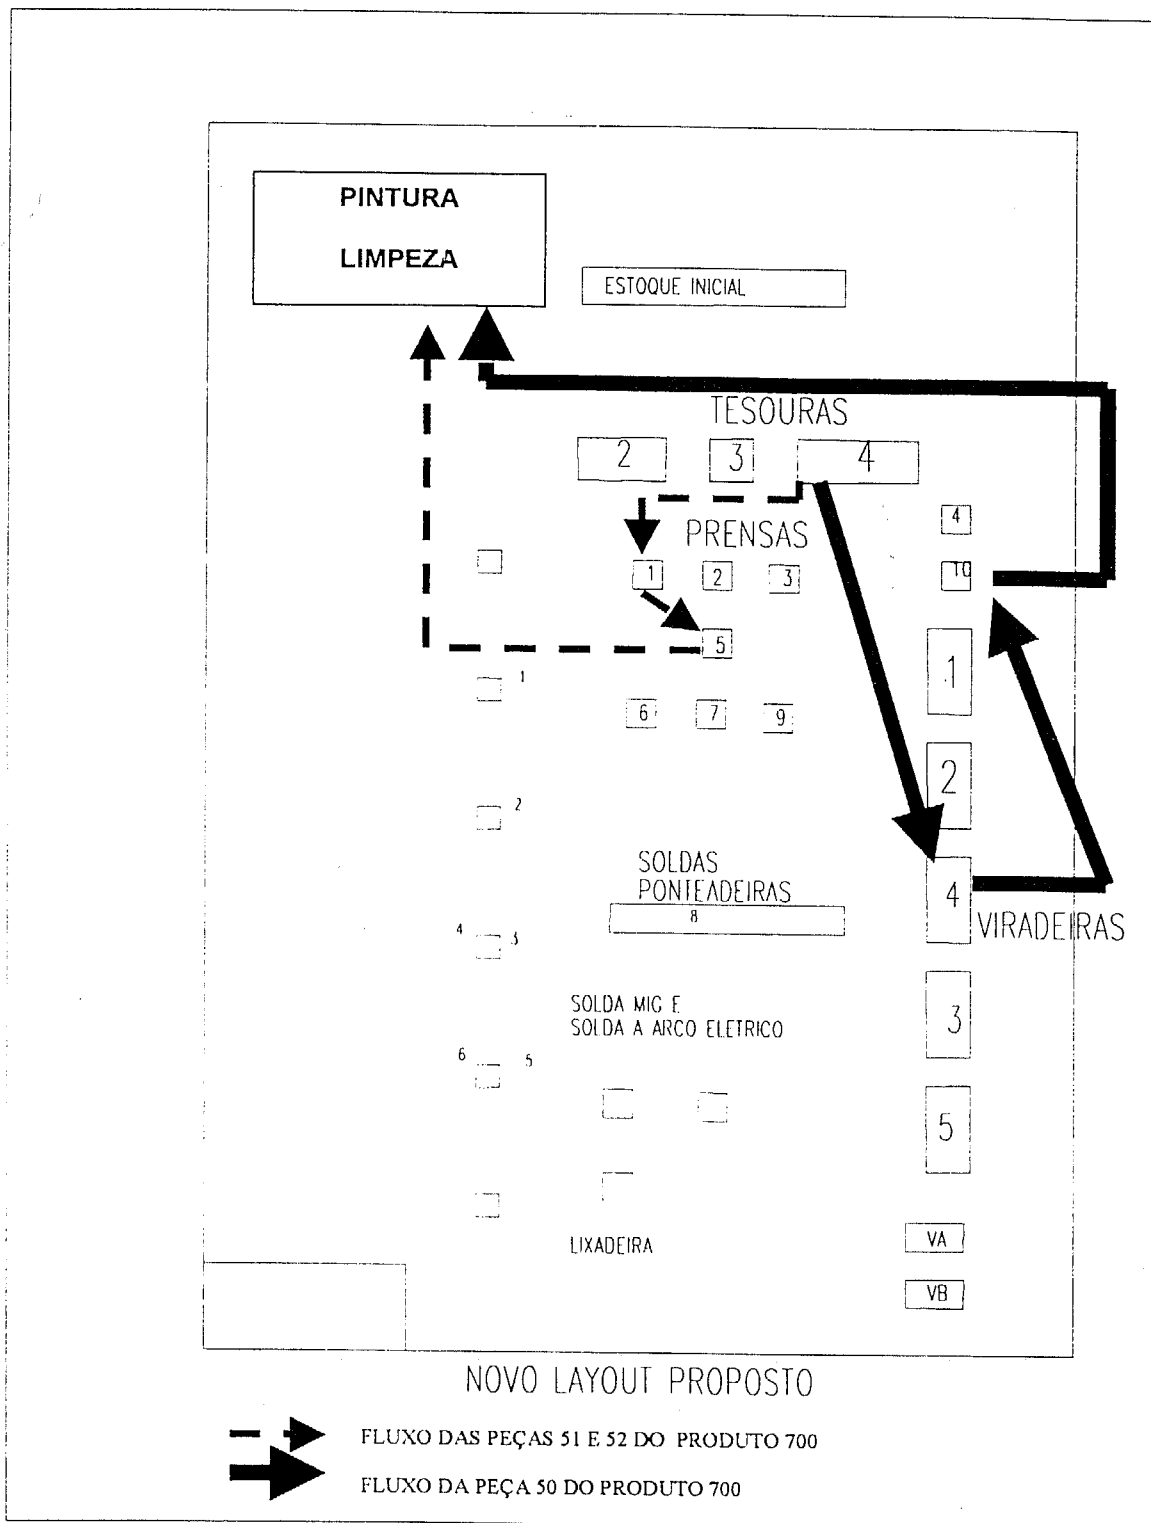 PINTURA
LIMPEZA
ESTOQUE INICIAL
TESOURAS
2 3 4
4
PRENSAS
10
1 2 3
5
1
1
6 7 9
2
2
SOLDAS
PONTEADEIRAS
8
4
VIRADEIRAS
4 3
SOLDA MIG E
SOLDA A ARCO ELETRICO
3
6 5
5
VA
LIXADEIRA
VB
NOVO LAYOUT PROPOSTO
FLUXO DAS PEÇAS 51 E 52 DO PRODUTO 700
FLUXO DA PEÇA 50 DO PRODUTO 700